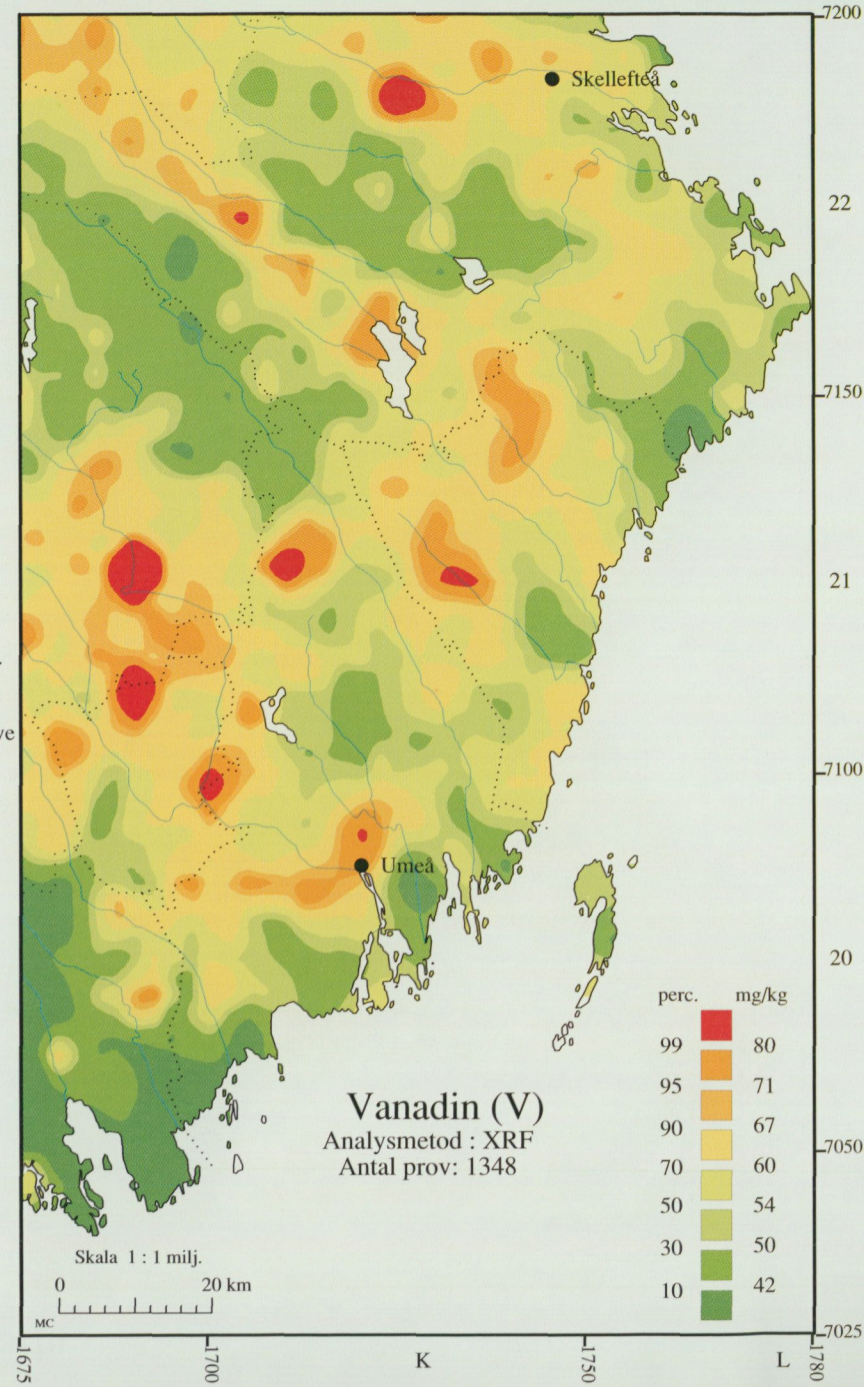 7200
Skellefteå
22
7150
21
ve
7100
Umeå
20
perc. mg/kg
99 80
95 71
90 67
70 60
50 54
30 50
10 42
Vanadin (V)
Analysmetod : XRF
Antal prov: 1348
7050
Skala 1 : 1 milj.
0 20 km
MC
7025
1675
1700
K
1750
L
1780